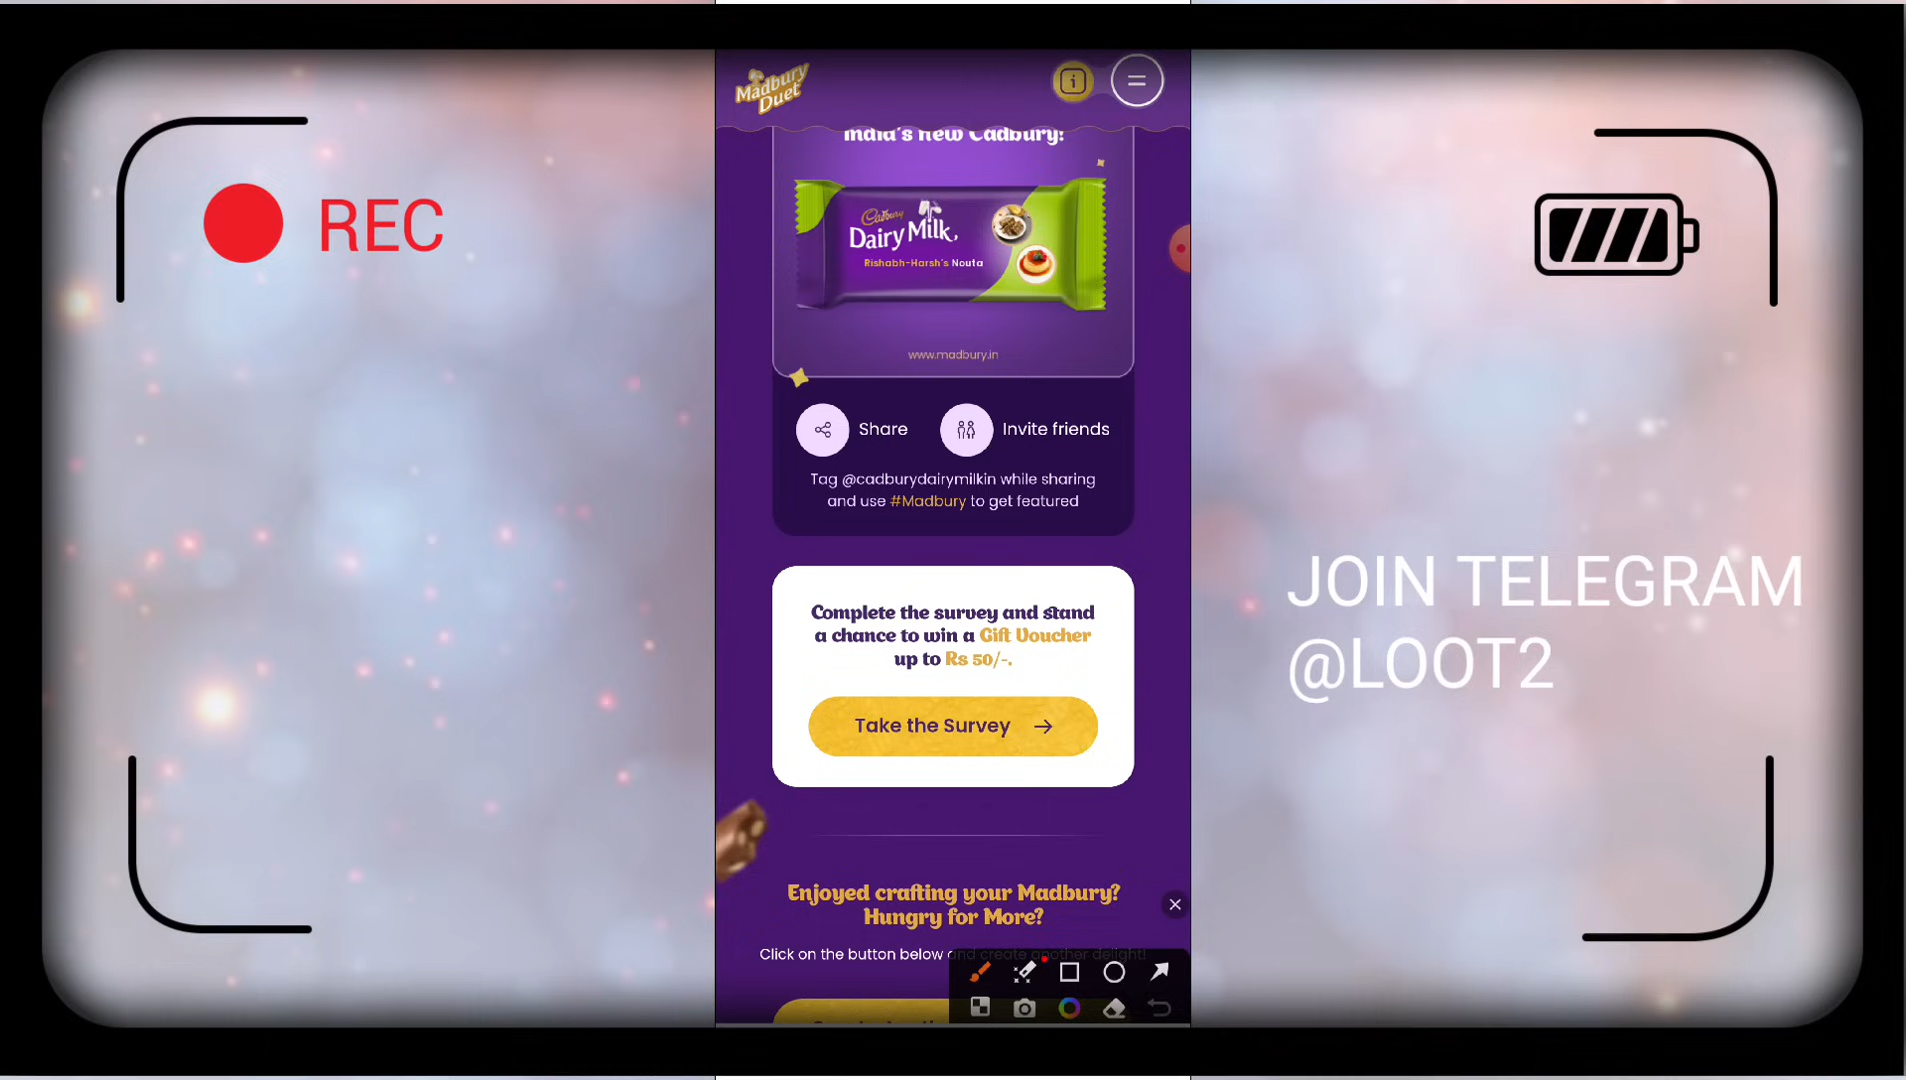 Madbury
Duet
India's new Cadbury!
REC
Cadbury
Dairy Milk
Rishabh-Harsh's Nouta
www.madbury.in
Share
Invite friends
Tag @cadburydairymilkin while sharing
and use #Madbury to get featured
JOIN TELEGRAM
@LOOT2
Complete the survey and stand
a chance to win a Gift Voucher
up to Rs 50/-.
Take the Survey
Enjoyed crafting your Madbury?
Hungry for More?
Click on the button below and create another delight!